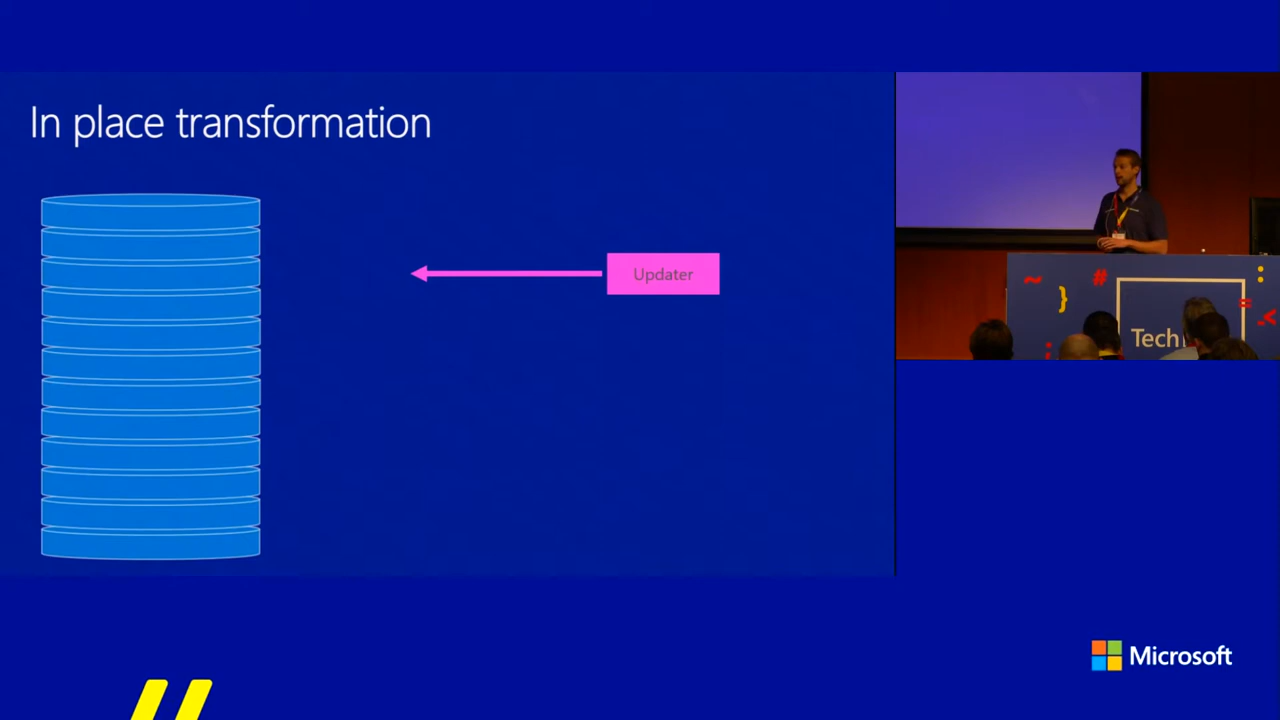 In place transformation
Updater
~ # : } = _< ;
Tech
Microsoft